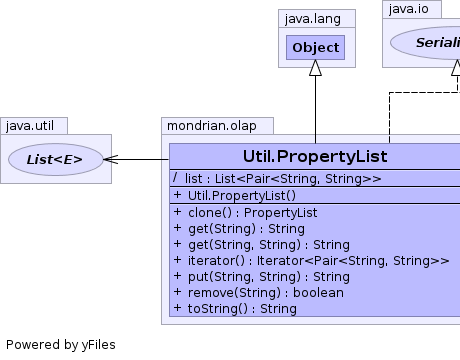 java.lang
Object
java.io
Seriali
java.util
List<E>
mondrian.olap
Util.PropertyList
/ list : List<Pair<String, String>>
+ Util.PropertyList()
+ clone() : PropertyList
+ get(String) : String
+ get(String, String) : String
+ iterator() : Iterator<Pair<String, String>>
+ put(String, String) : String
+ remove(String) : boolean
+ toString() : String
Powered by yFiles